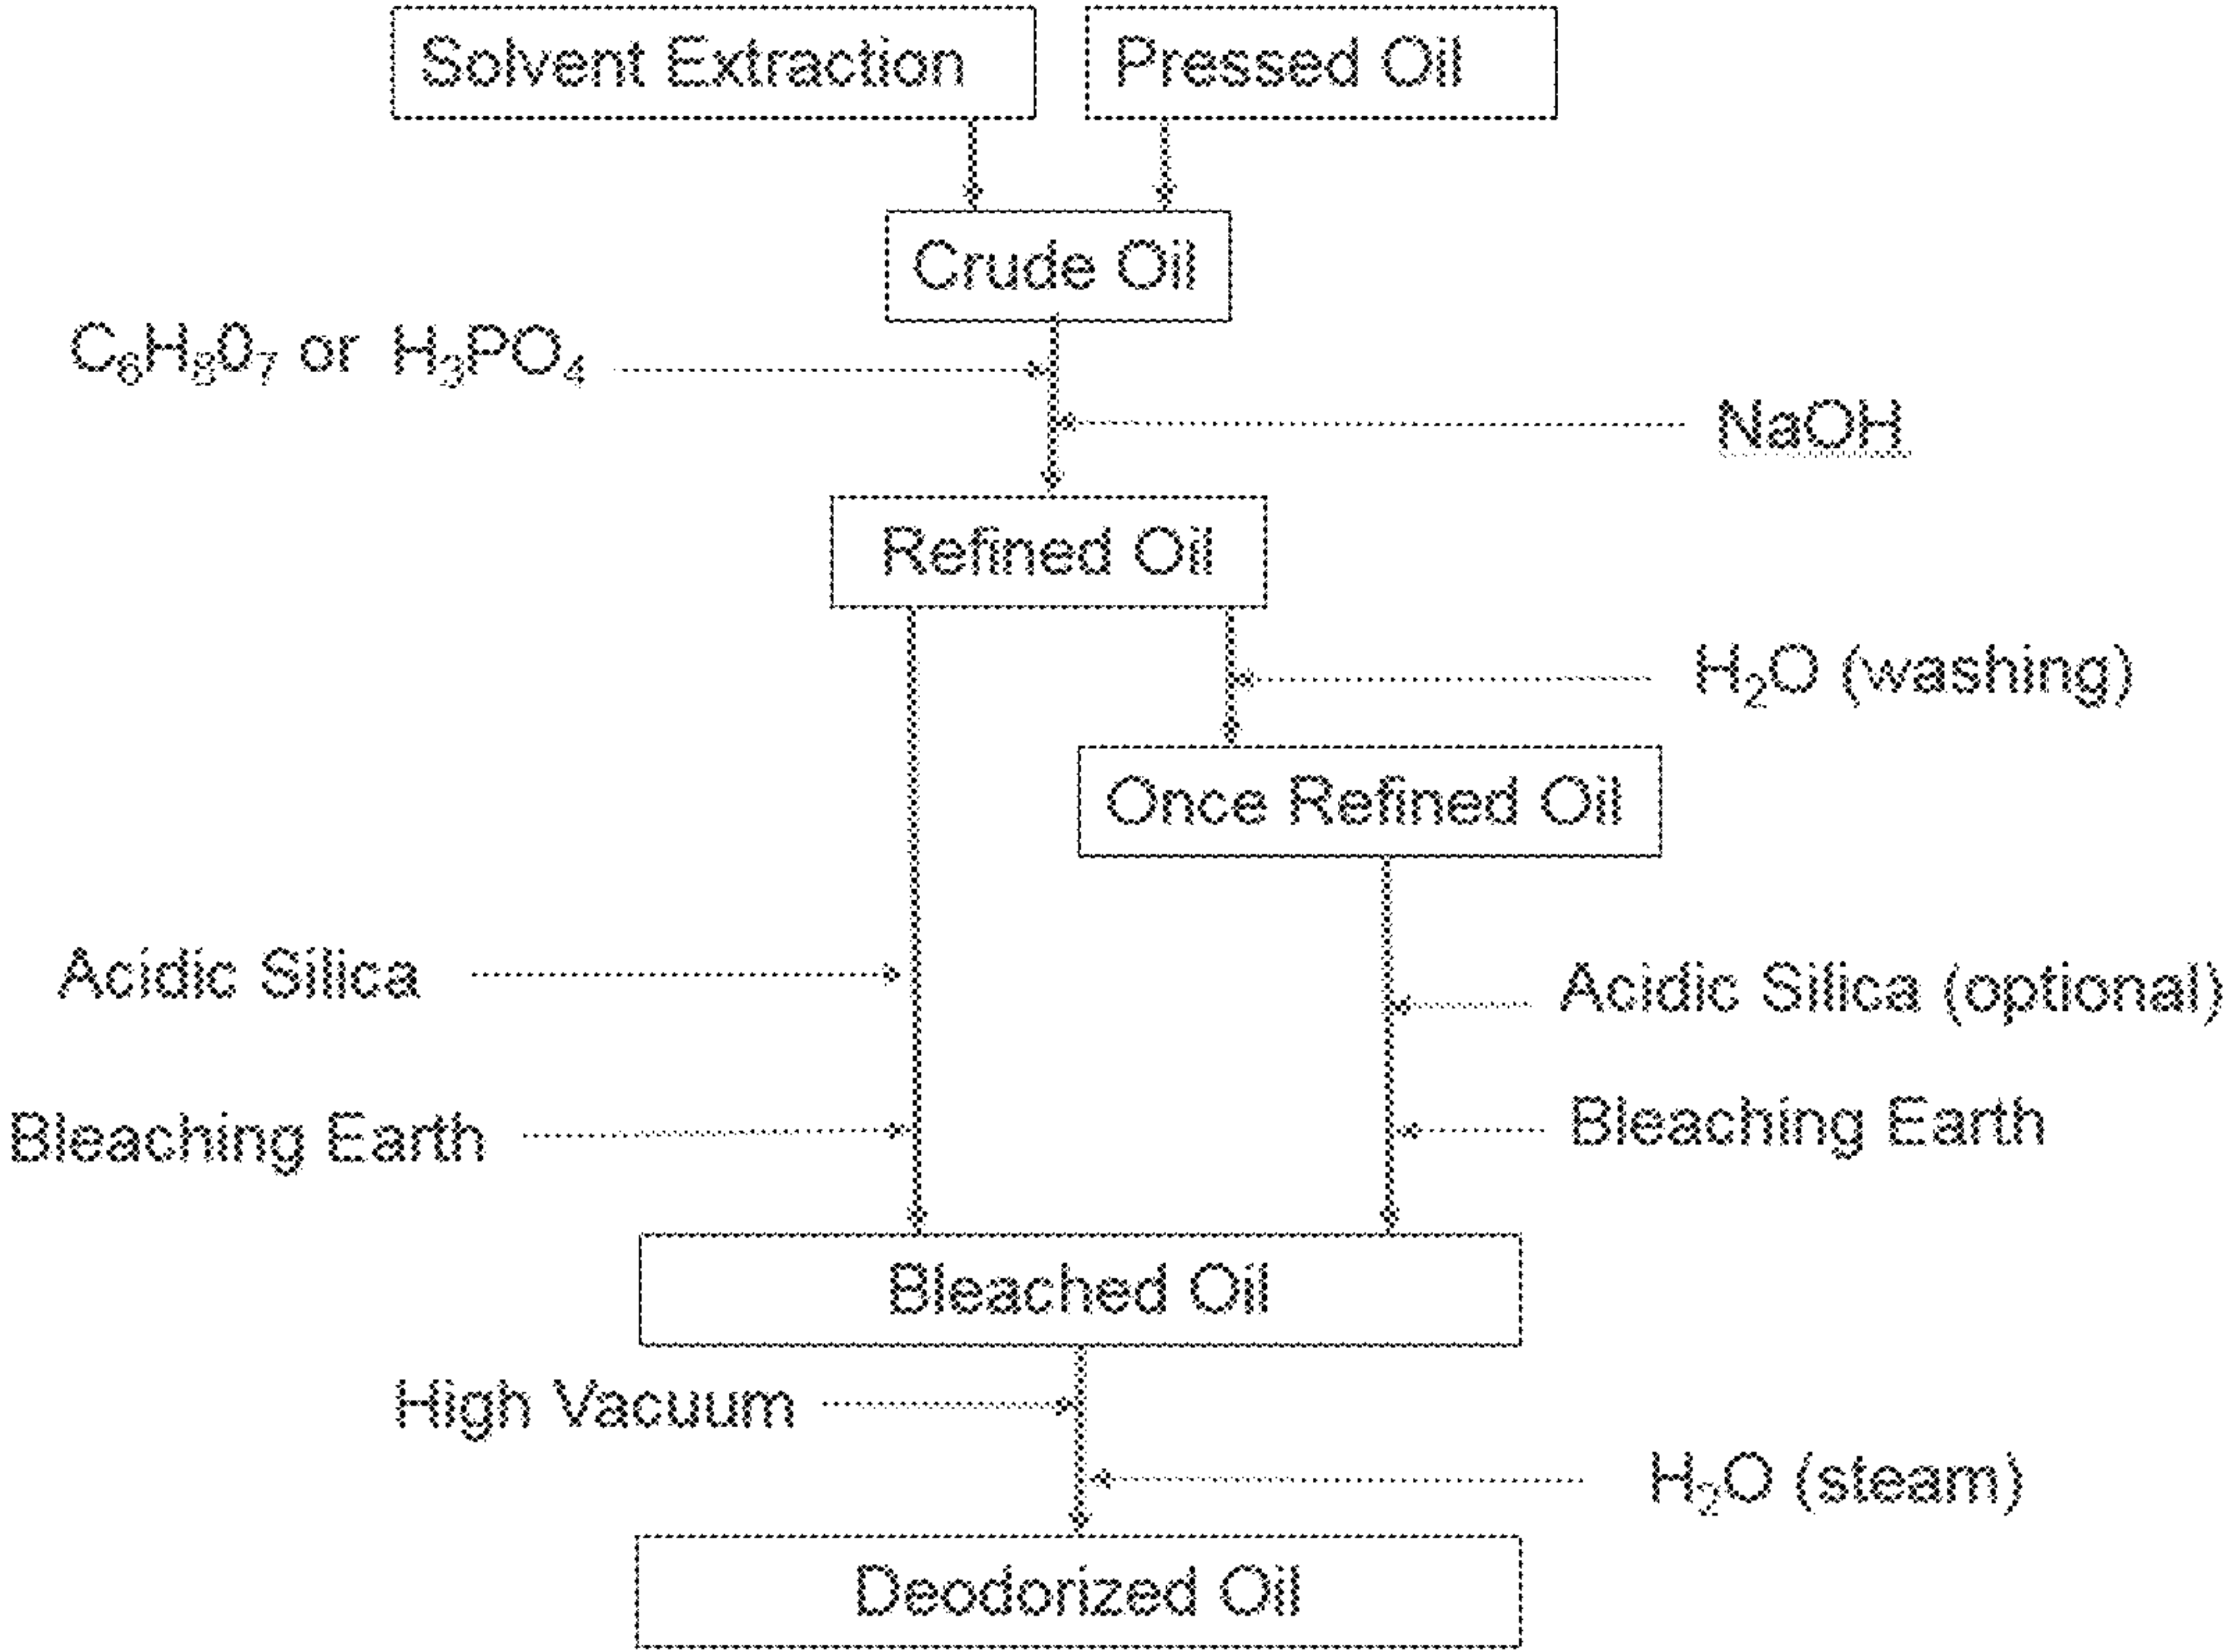 Solvent Extraction
Pressed Oil
Crude Oil
C₆H₈0₇ or H₃PO₄
NaOH
Refined Oil
H₂O (washing)
Once Refined Oil
Acidic Silica
Acidic Silica (optional)
Bleaching Earth
Bleaching Earth
Bleached Oil
High Vacuum
H₂O (steam)
Deodorized Oil